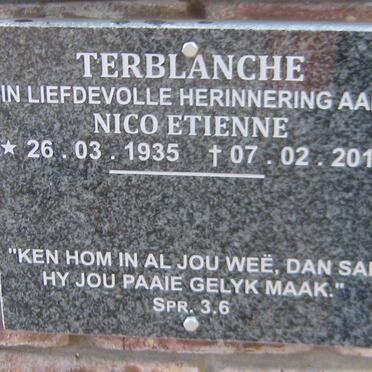 TERBLANCHE
IN LIEFDEVOLLE HERINNERING AA
NICO ETIENNE
★ 26 . 03 . 1935 † 07 . 02 . 201
"KEN HOM IN AL JOU WEË, DAN SA
HY JOU PAAIE GELYK MAAK."
SPR. 3.6